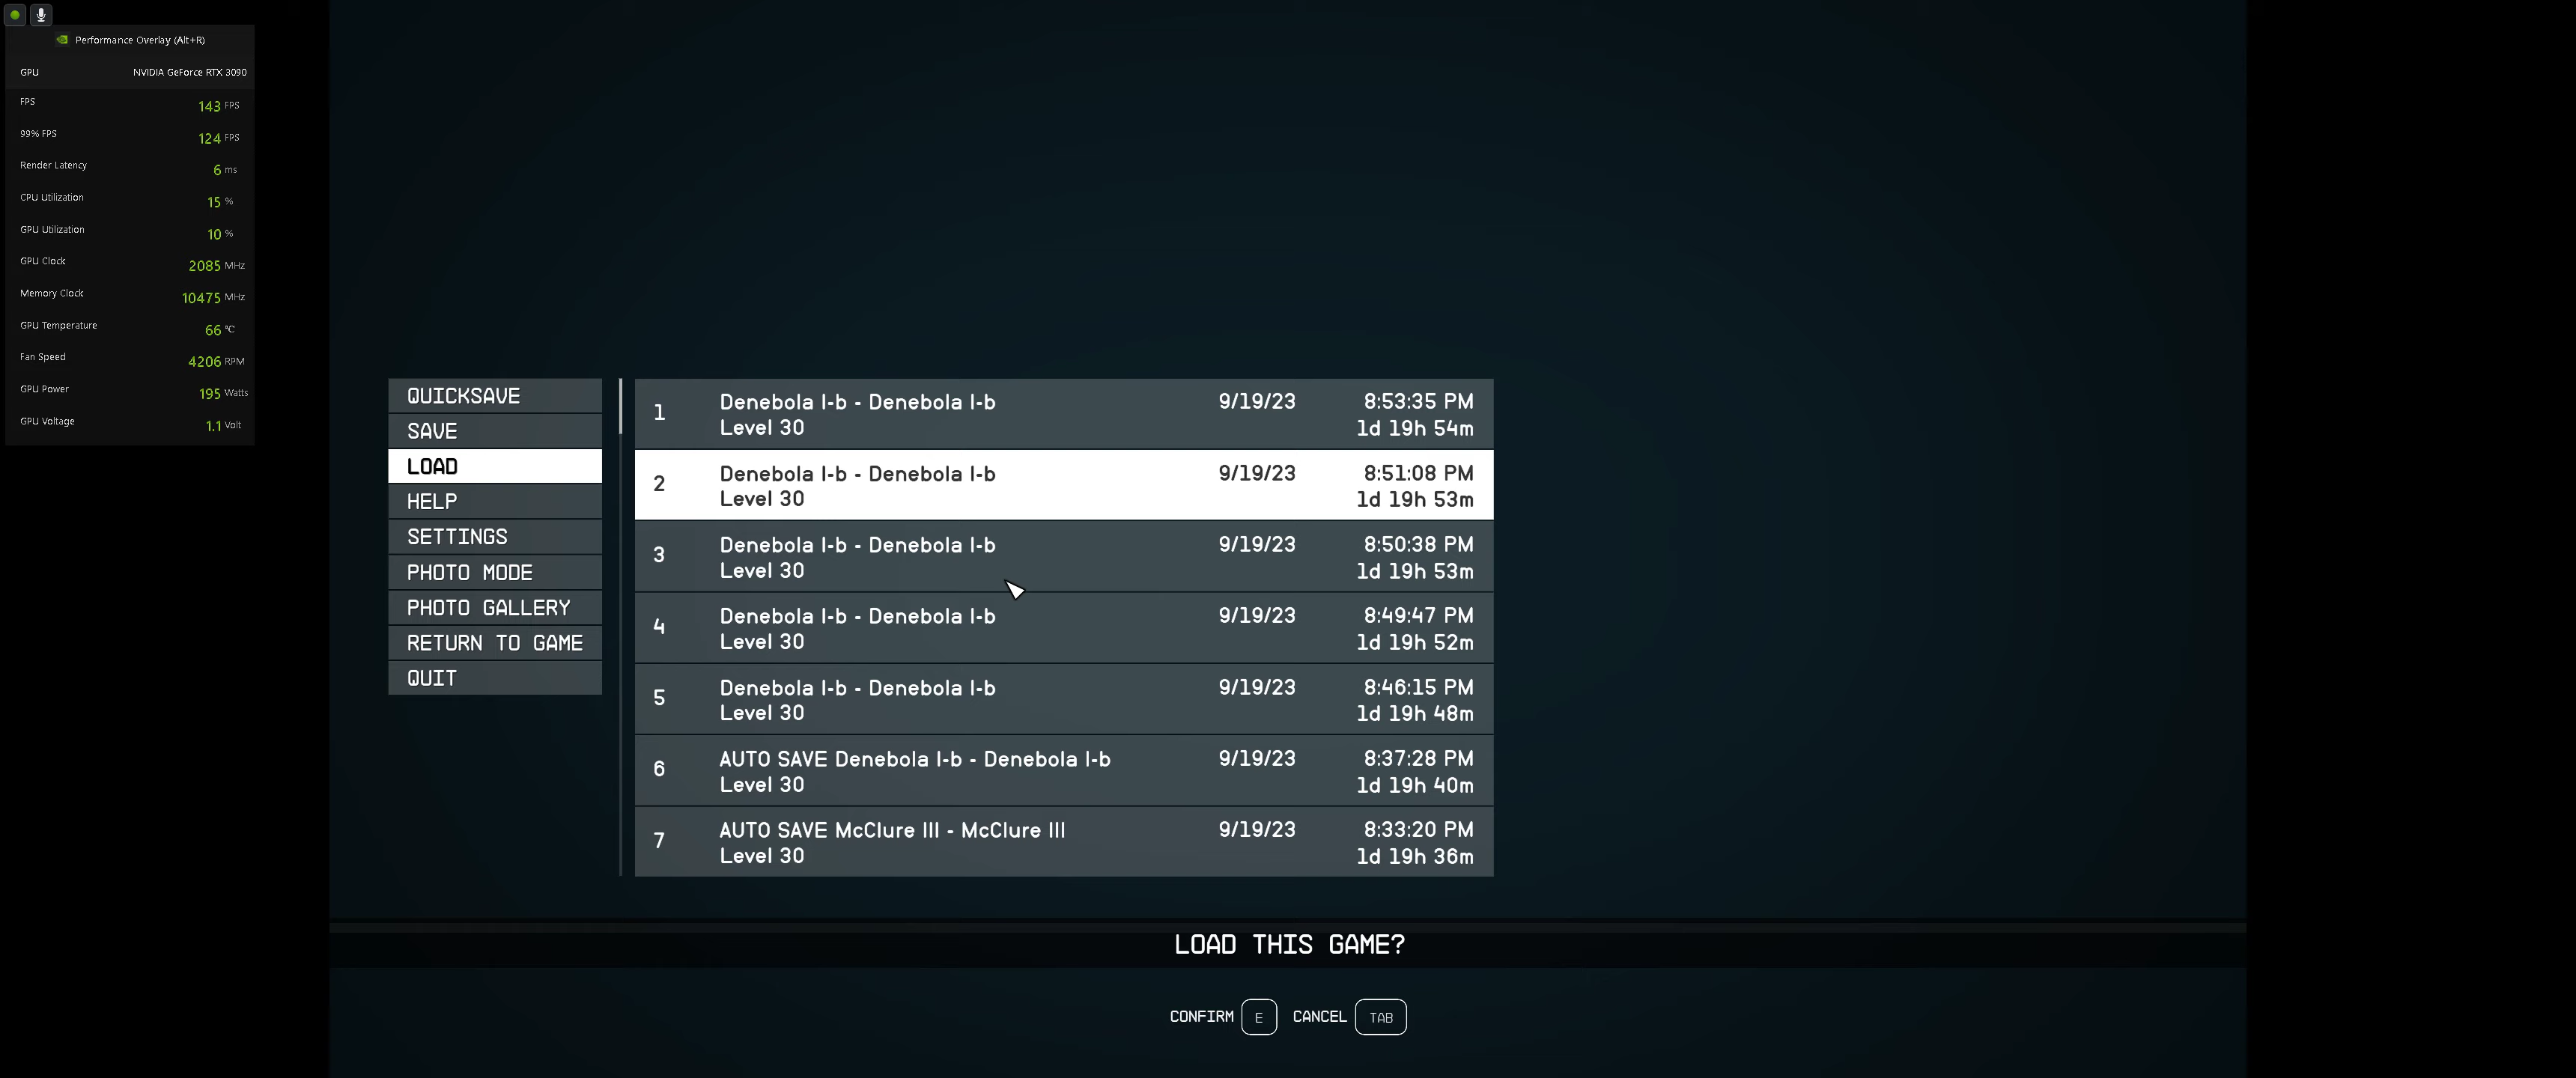 Performance Overlay (Alt+R)
GPU NVIDIA GeForce RTX 3090
FPS 143 FPS
99% FPS 124 FPS
Render Latency 6 ms
CPU Utilization 15 %
GPU Utilization 10 %
GPU Clock 2085 MHz
Memory Clock 10475 MHz
GPU Temperature 66 °C
Fan Speed 4206 RPM
GPU Power 195 Watts
GPU Voltage 1.1 Volt
QUICKSAVE
SAVE
LOAD
HELP
SETTINGS
PHOTO MODE
PHOTO GALLERY
RETURN TO GAME
QUIT
1 Denebola I-b - Denebola I-b 9/19/23 8:53:35 PM
Level 30 1d 19h 54m
2 Denebola I-b - Denebola I-b 9/19/23 8:51:08 PM
Level 30 1d 19h 53m
3 Denebola I-b - Denebola I-b 9/19/23 8:50:38 PM
Level 30 1d 19h 53m
4 Denebola I-b - Denebola I-b 9/19/23 8:49:47 PM
Level 30 1d 19h 52m
5 Denebola I-b - Denebola I-b 9/19/23 8:46:15 PM
Level 30 1d 19h 48m
6 AUTO SAVE Denebola I-b - Denebola I-b 9/19/23 8:37:28 PM
Level 30 1d 19h 40m
7 AUTO SAVE McClure III - McClure III 9/19/23 8:33:20 PM
Level 30 1d 19h 36m
LOAD THIS GAME?
CONFIRM E CANCEL TAB